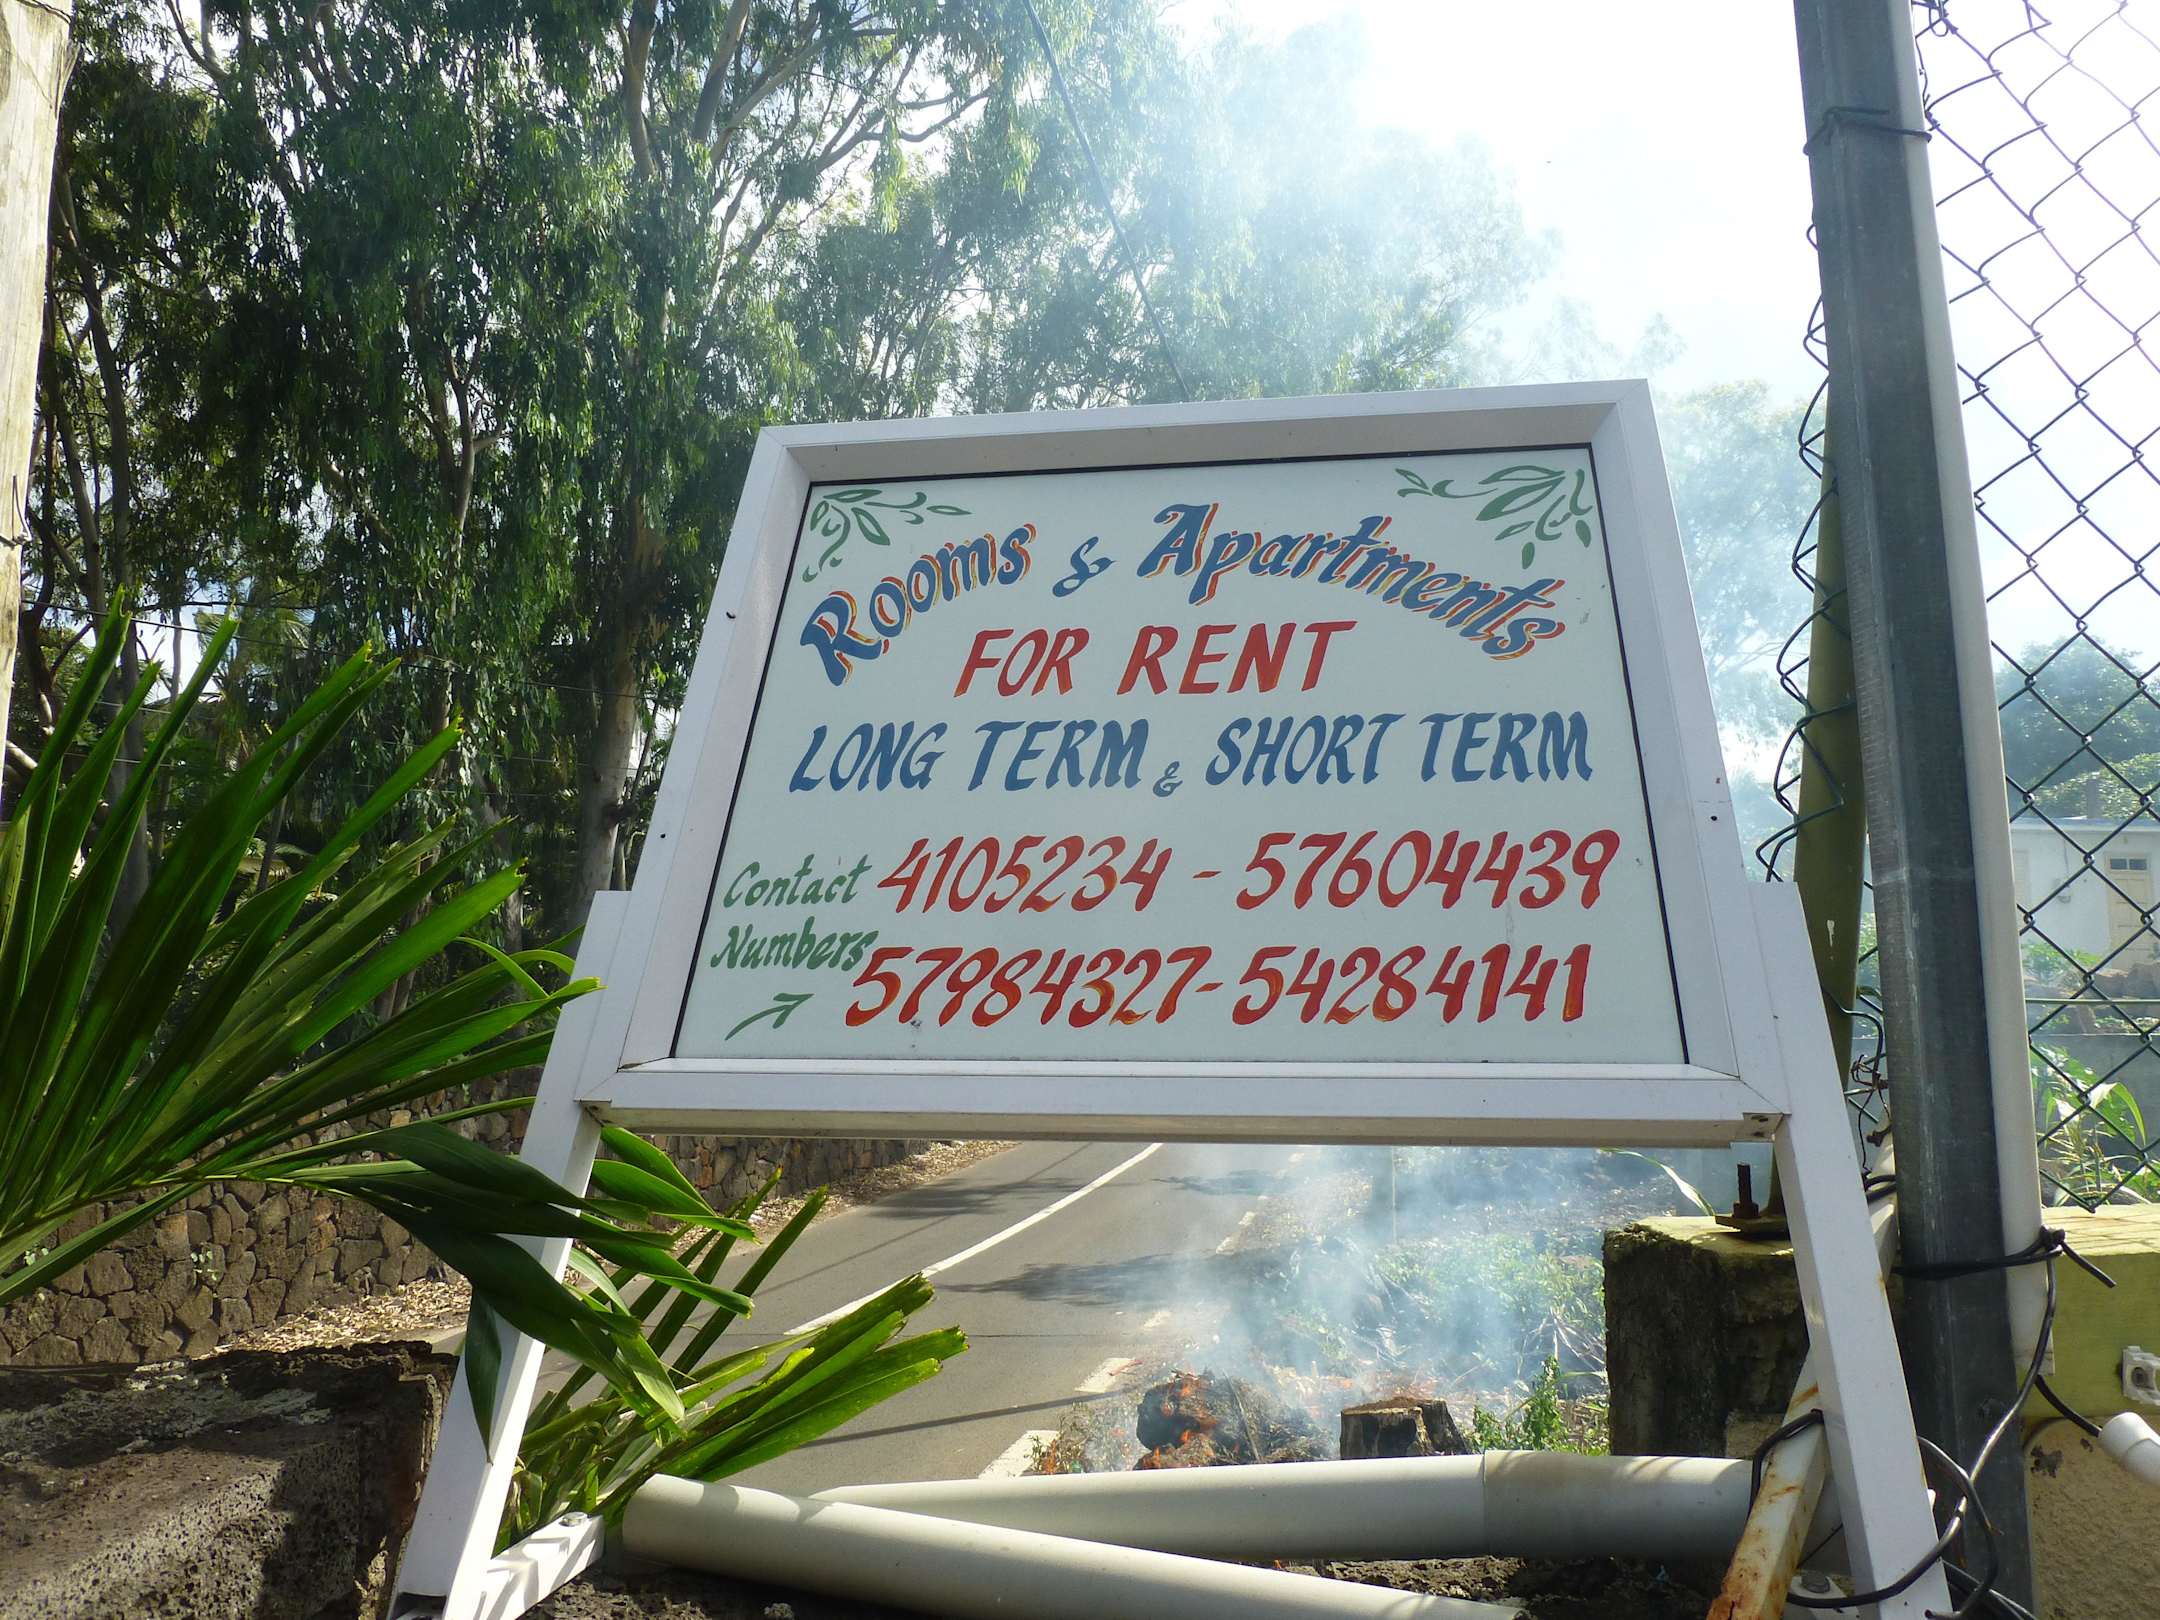 Rooms & Apartments
FOR RENT
LONG TERM & SHORT TERM
Contact 4105234 - 57604439
Numbers 57984327 - 54284141